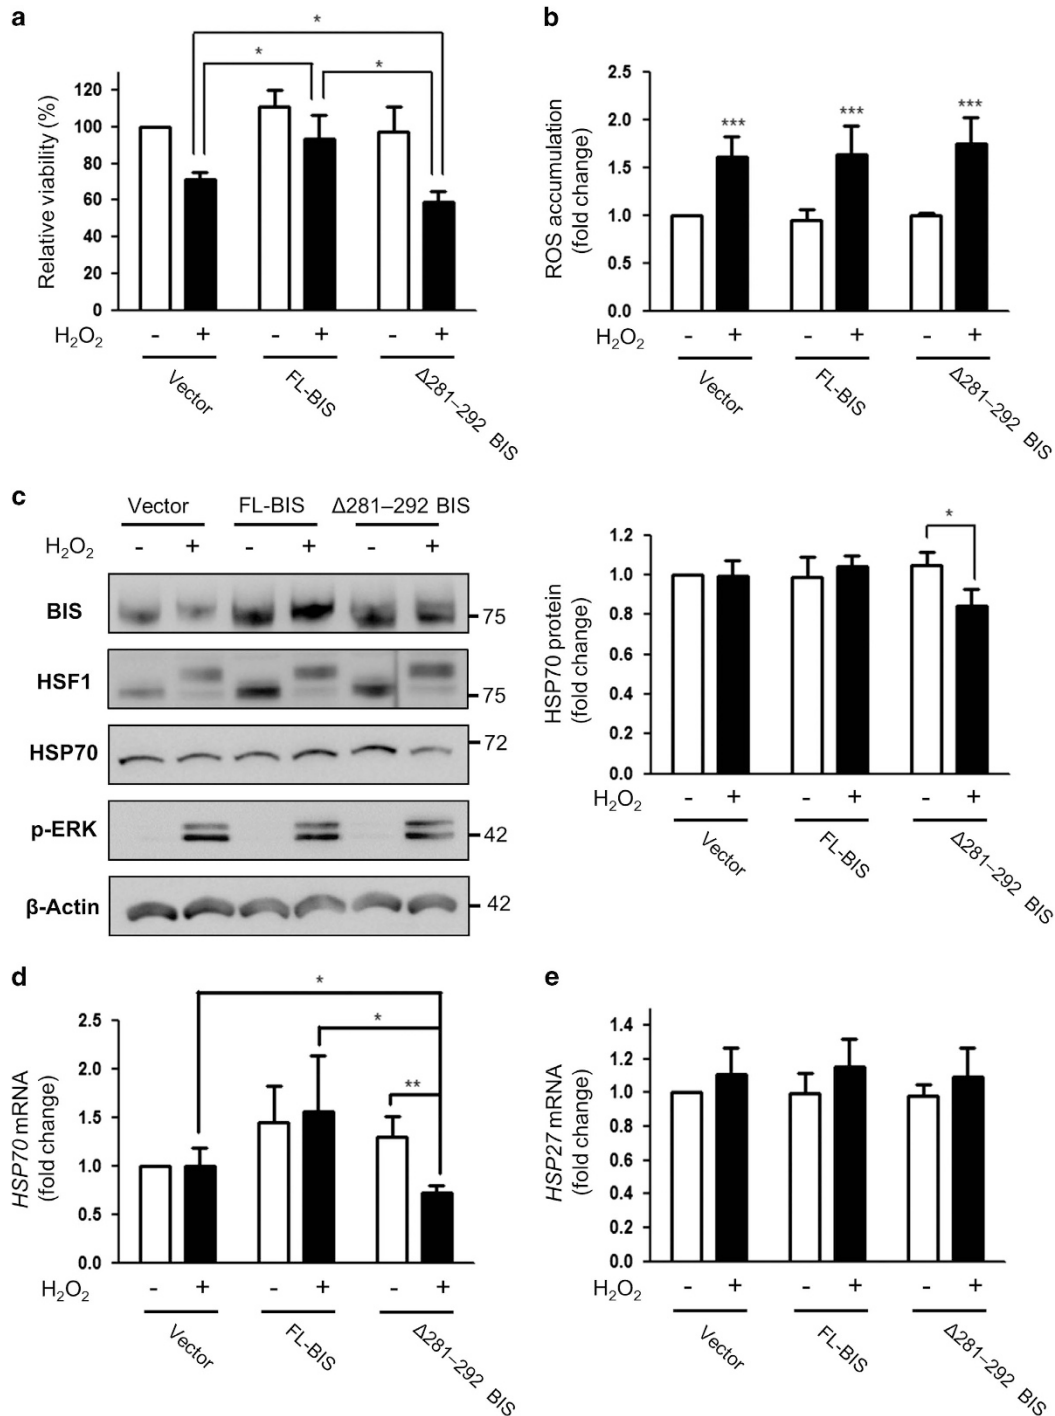 a
*
*
*
Relative viability (%)
120
100
80
60
40
20
0
H₂O₂
- + - + - +
Vector
FL-BIS
Δ281–292 BIS
b
ROS accumulation
(fold change)
2.5
2.0
1.5
1.0
0.5
0.0
***
***
***
H₂O₂
- + - + - +
Vector
FL-BIS
Δ281–292 BIS
c
Vector FL-BIS Δ281–292 BIS
H₂O₂ - + - + - +
BIS 75
HSF1 75
HSP70 72
p-ERK 42
β-Actin 42
HSP70 protein
(fold change)
1.2
1.0
0.8
0.6
0.4
0.2
0.0
*
H₂O₂
- + - + - +
Vector
FL-BIS
Δ281–292 BIS
d
*
*
**
HSP70 mRNA
(fold change)
2.5
2.0
1.5
1.0
0.5
0.0
H₂O₂
- + - + - +
Vector
FL-BIS
Δ281–292 BIS
e
HSP27 mRNA
(fold change)
1.4
1.2
1.0
0.8
0.6
0.4
0.2
0.0
H₂O₂
- + - + - +
Vector
FL-BIS
Δ281–292 BIS